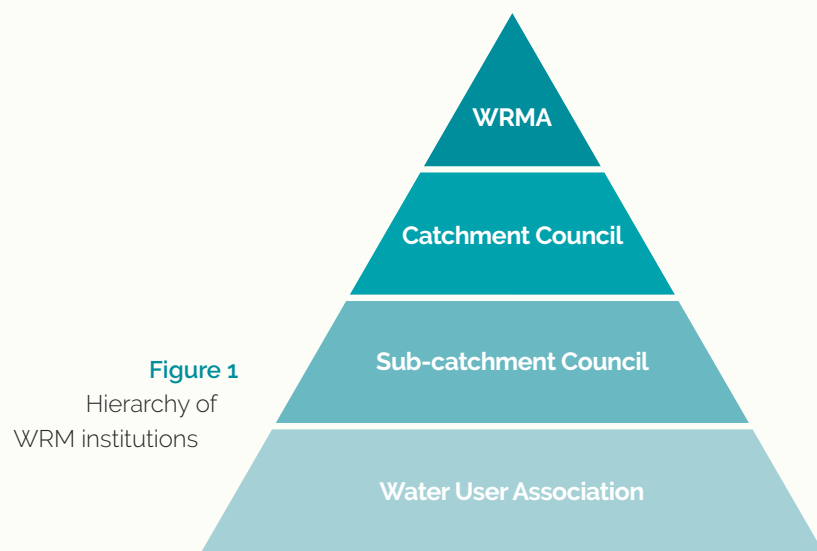 WRMA
Catchment Council
Sub-catchment Council
Figure 1
Hierarchy of
WRM institutions
Water User Association